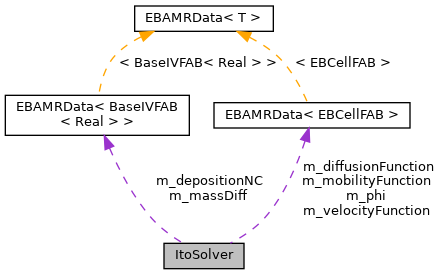 EBAMRData< T >
< BaseIVFAB< Real > >
< EBCellFAB >
EBAMRData< BaseIVFAB
< Real > >
EBAMRData< EBCellFAB >
m_depositionNC
m_massDiff
m_diffusionFunction
m_mobilityFunction
m_phi
m_velocityFunction
ItoSolver